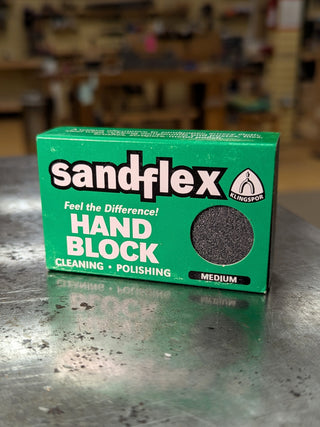 sandflex
KLINGSPOR
Feel the Difference!
HAND
BLOCK
CLEANING • POLISHING
MEDIUM